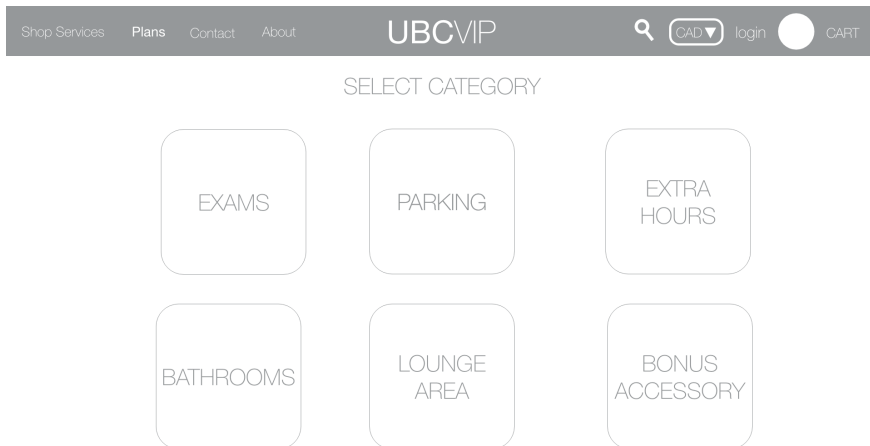 Shop Services Plans Contact About UBCVIP CAD▼ login CART
SELECT CATEGORY
EXAMS
PARKING
EXTRA
HOURS
BATHROOMS
LOUNGE
AREA
BONUS
ACCESSORY